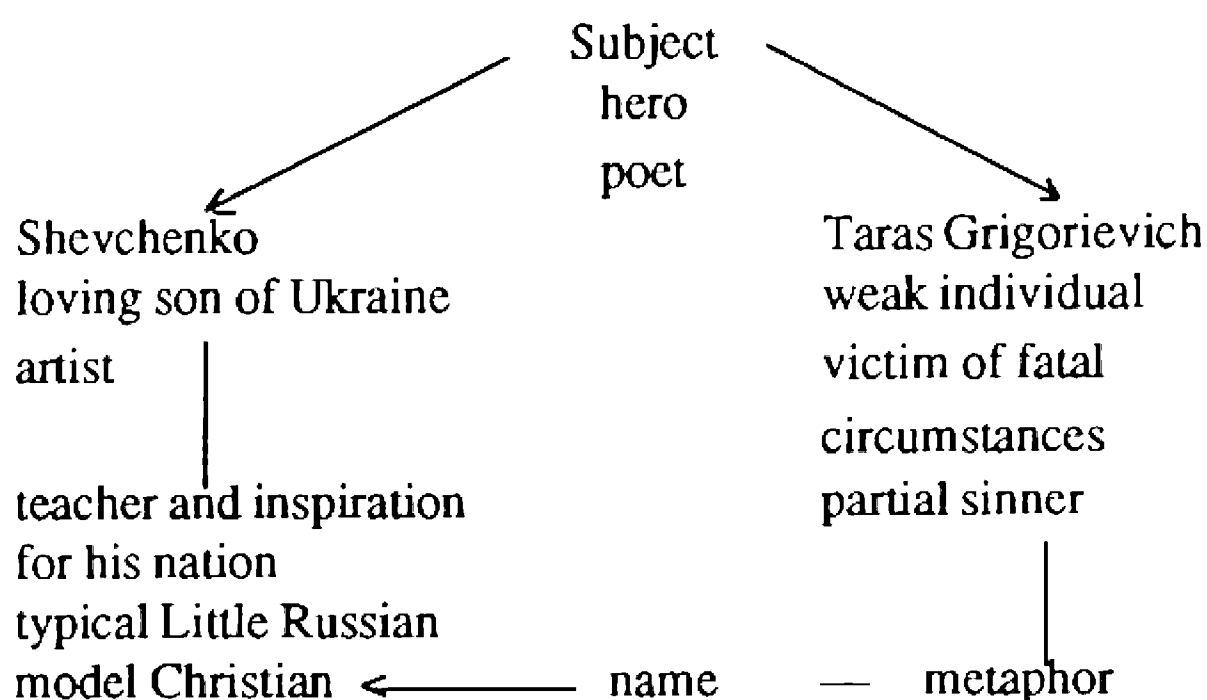 Subject
hero
poet
Shevchenko
loving son of Ukraine
artist
teacher and inspiration
for his nation
typical Little Russian
model Christian
Taras Grigorievich
weak individual
victim of fatal
circumstances
partial sinner
name — metaphor